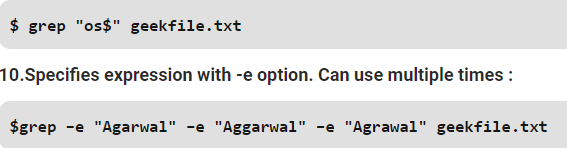 $ grep "os$" geekfile.txt
10.Specifies expression with -e option. Can use multiple times :
$grep –e "Agarwal" –e "Aggarwal" –e "Agrawal" geekfile.txt